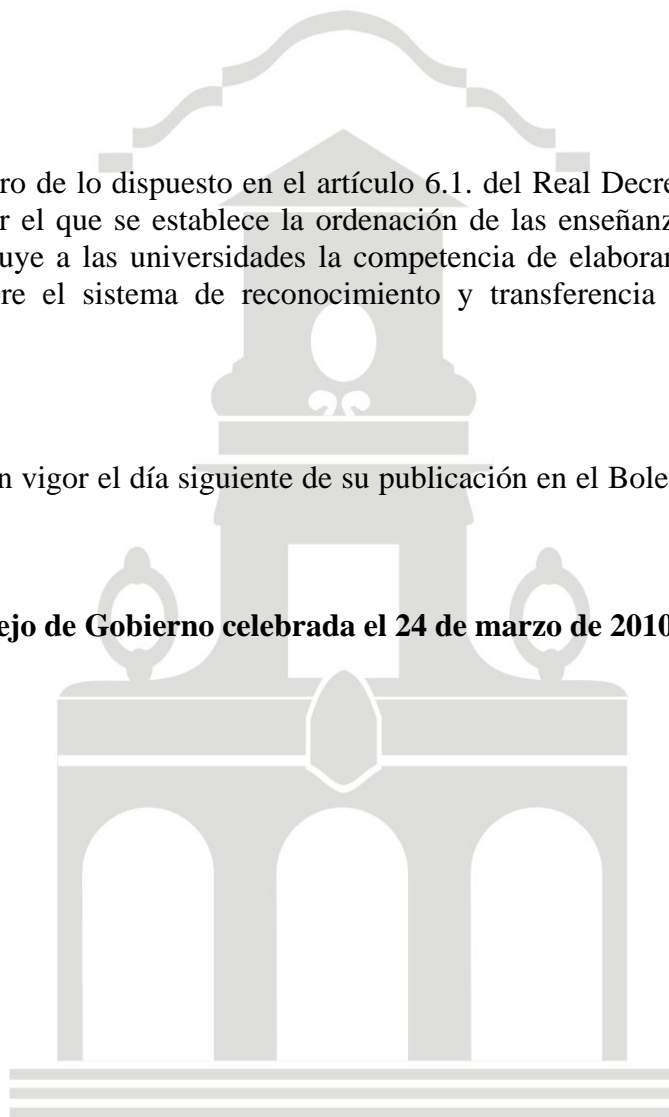 ro de lo dispuesto en el artículo 6.1. del Real Decre
r el que se establece la ordenación de las enseñanz
uye a las universidades la competencia de elaborar
re el sistema de reconocimiento y transferencia
n vigor el día siguiente de su publicación en el Bole
ejo de Gobierno celebrada el 24 de marzo de 2010